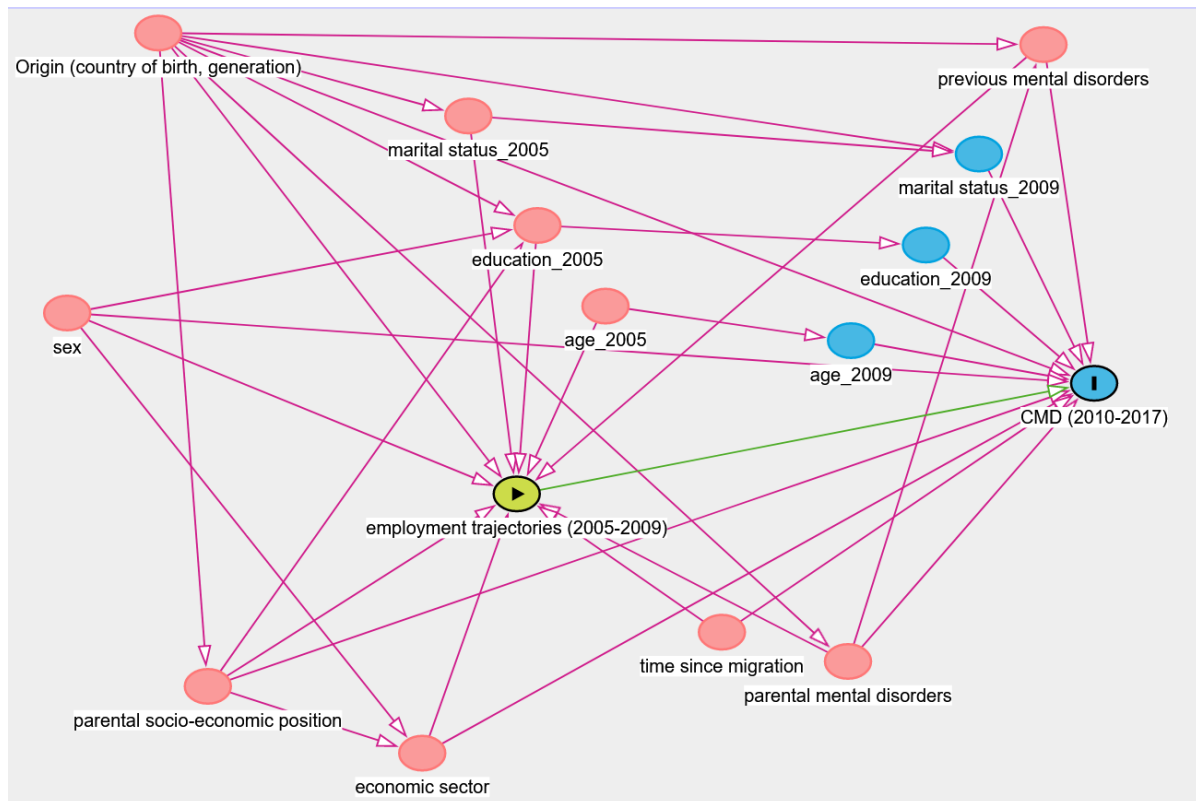 Origin (country of birth, generation)
previous mental disorders
marital status_2005
marital status_2009
education_2005
education_2009
sex
age_2005
age_2009
CMD (2010-2017)
employment trajectories (2005-2009)
time since migration
parental mental disorders
parental socio-economic position
economic sector